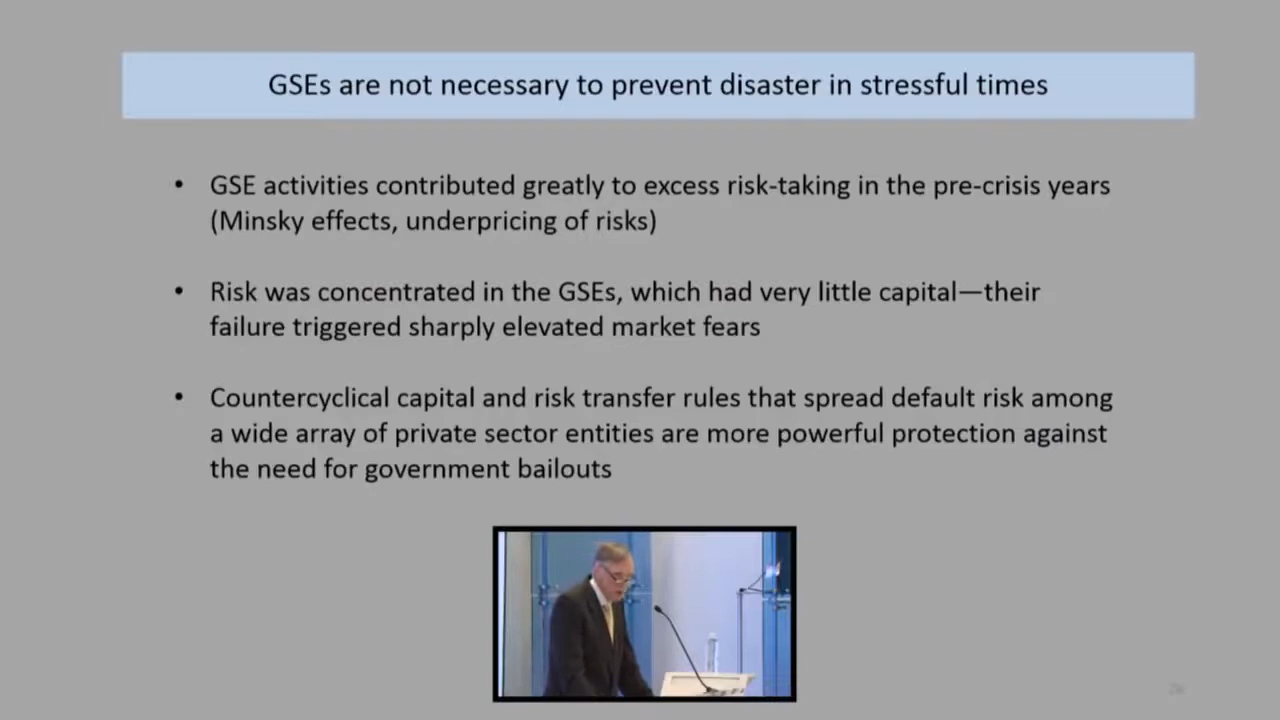 GSEs are not necessary to prevent disaster in stressful times
• GSE activities contributed greatly to excess risk-taking in the pre-crisis years
(Minsky effects, underpricing of risks)
• Risk was concentrated in the GSEs, which had very little capital—their
failure triggered sharply elevated market fears
• Countercyclical capital and risk transfer rules that spread default risk among
a wide array of private sector entities are more powerful protection against
the need for government bailouts